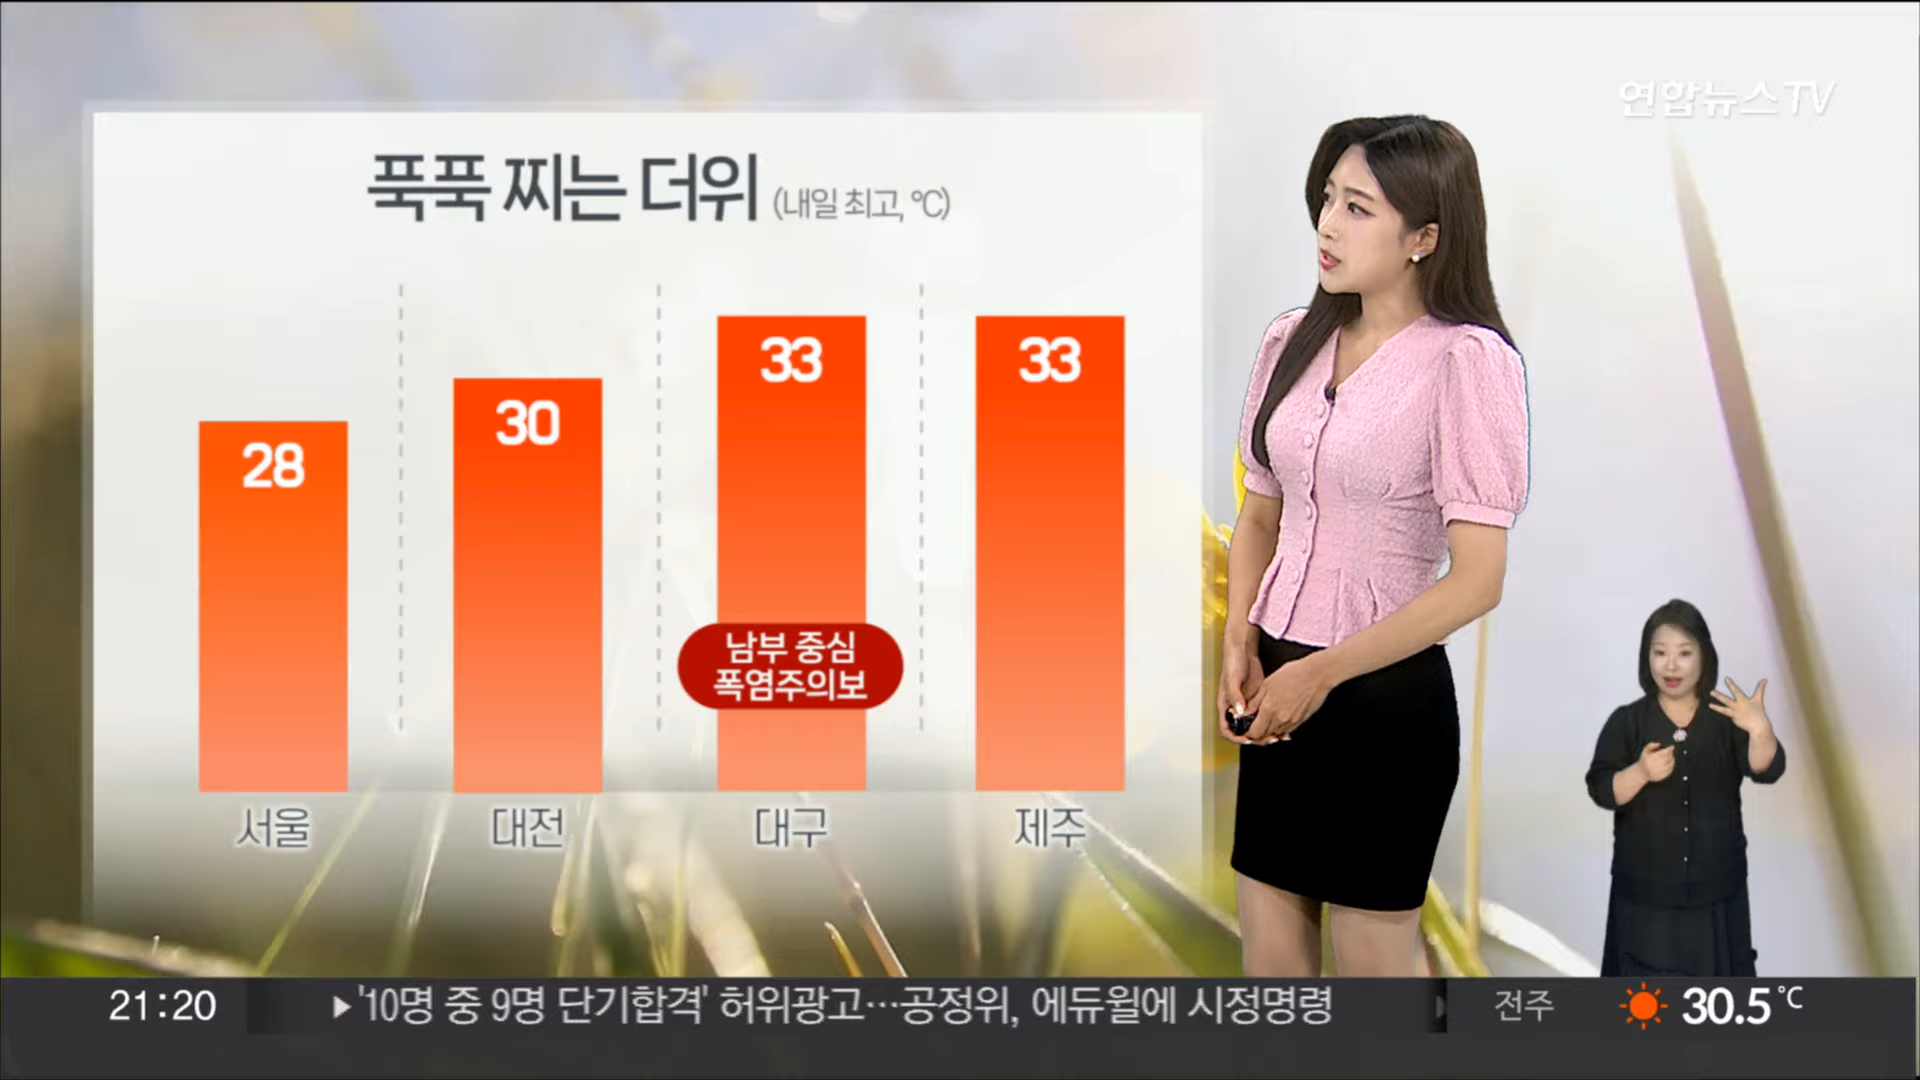 연합뉴스TV
푹푹 찌는 더위 (내일 최고, ℃)
28
30
33
33
남부 중심
폭염주의보
서울
대전
대구
제주
21:20
▶'10명 중 9명 단기합격' 허위광고…공정위, 에듀윌에 시정명령
전주
30.5℃